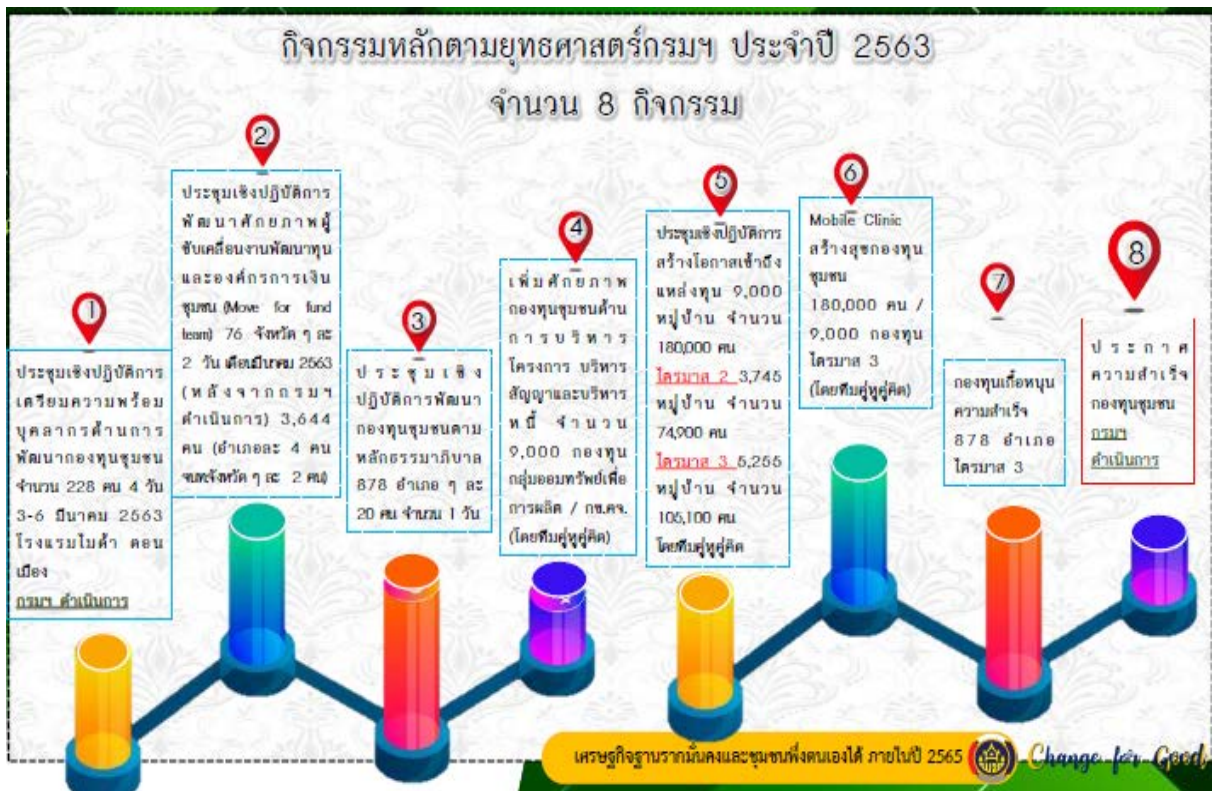 กิจกรรมหลักตามยุทธศาสตร์กรมฯ ประจำปี 2563
จำนวน 8 กิจกรรม
1
ประชุมเชิงปฏิบัติการ
เตรียมความพร้อม
บุคลากรด้านการ
พัฒนากองทุนชุมชน
จำนวน 228 คน 4 วัน
3-6 มีนาคม 2563
โรงแรมไมด้า ดอน
เมือง
กรมฯ ดำเนินการ
2
ประชุมเชิงปฏิบัติการ
พัฒนาศักยภาพผู้
ขับเคลื่อนงานพัฒนาทุน
และองค์กรการเงิน
ชุมชน (Move for fund
team) 76 จังหวัด ๆ ละ
2 วัน เดือนมีนาคม 2563
(หลังจากกรมฯ
ดำเนินการ) 3,644
คน (อำเภอละ 4 คน
จังหวัด ๆ ละ 2 คน)
3
ประชุมเชิง
ปฏิบัติการพัฒนา
กองทุนชุมชนตาม
หลักธรรมาภิบาล
878 อำเภอ ๆ ละ
20 คน จำนวน 1 วัน
4
เพิ่มศักยภาพ
กองทุนชุมชนด้าน
การบริหาร
โครงการ บริหาร
สัญญาและบริหาร
หนี้ จำนวน
9,000 กองทุน
กลุ่มออมทรัพย์เพื่อ
การผลิต / กข.คจ.
(โดยทีมคู่หูคู่คิด)
5
ประชุมเชิงปฏิบัติการ
สร้างโอกาสเข้าถึง
แหล่งทุน 9,000
หมู่บ้าน จำนวน
180,000 คน
ไตรมาส 2 3,745
หมู่บ้าน จำนวน
74,900 คน
ไตรมาส 3 5,255
หมู่บ้าน จำนวน
105,100 คน
โดยทีมคู่หูคู่คิด
6
Mobile Clinic
สร้างสุขกองทุน
ชุมชน
180,000 คน /
9,000 กองทุน
ไตรมาส 3
(โดยทีมคู่หูคู่คิด)
7
กองทุนเกื้อหนุน
ความสำเร็จ
878 อำเภอ
ไตรมาส 3
8
ประกาศ
ความสำเร็จ
กองทุนชุมชน
กรมฯ
ดำเนินการ
เศรษฐกิจฐานรากมั่นคงและชุมชนพึ่งตนเองได้ ภายในปี 2565
Change for Good